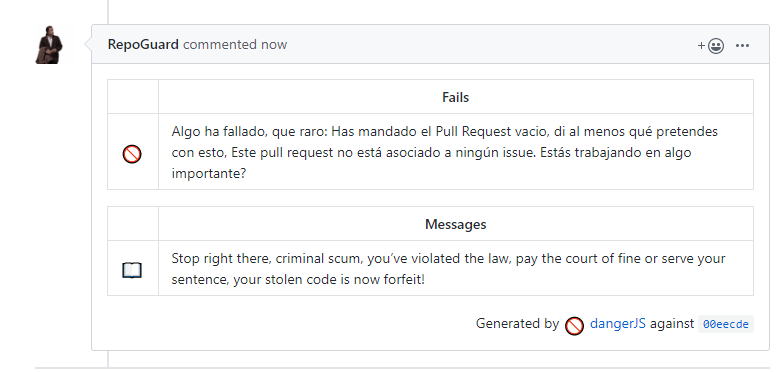 RepoGuard commented now
Fails
Algo ha fallado, que raro: Has mandado el Pull Request vacio, di al menos qué pretendes
con esto, Este pull request no está asociado a ningún issue. Estás trabajando en algo
importante?
Messages
Stop right there, criminal scum, you’ve violated the law, pay the court of fine or serve your
sentence, your stolen code is now forfeit!
Generated by dangerJS against 00eecde